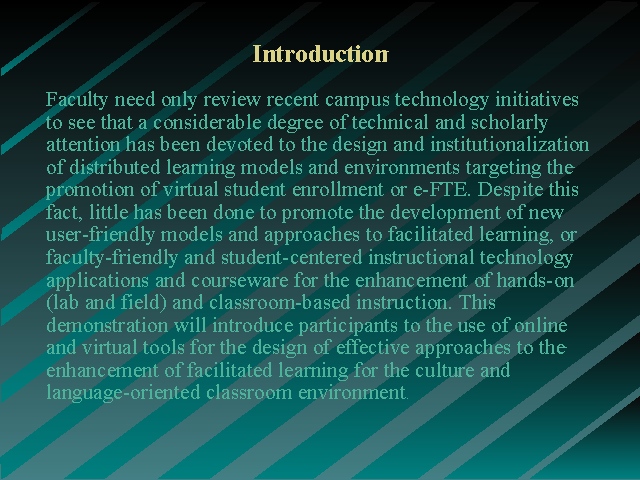 Introduction
Faculty need only review recent campus technology initiatives
to see that a considerable degree of technical and scholarly
attention has been devoted to the design and institutionalization
of distributed learning models and environments targeting the
promotion of virtual student enrollment or e-FTE. Despite this
fact, little has been done to promote the development of new
user-friendly models and approaches to facilitated learning, or
faculty-friendly and student-centered instructional technology
applications and courseware for the enhancement of hands-on
(lab and field) and classroom-based instruction. This
demonstration will introduce participants to the use of online
and virtual tools for the design of effective approaches to the
enhancement of facilitated learning for the culture and
language-oriented classroom environment.